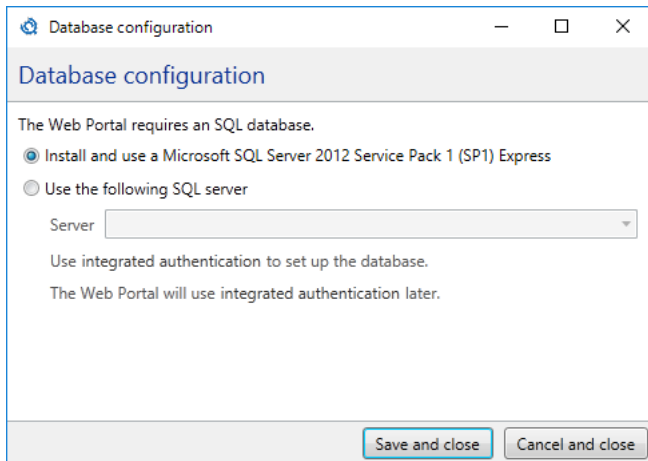 Database configuration
Database configuration
The Web Portal requires an SQL database.
Install and use a Microsoft SQL Server 2012 Service Pack 1 (SP1) Express
Use the following SQL server
Server
Use integrated authentication to set up the database.
The Web Portal will use integrated authentication later.
Save and close Cancel and close